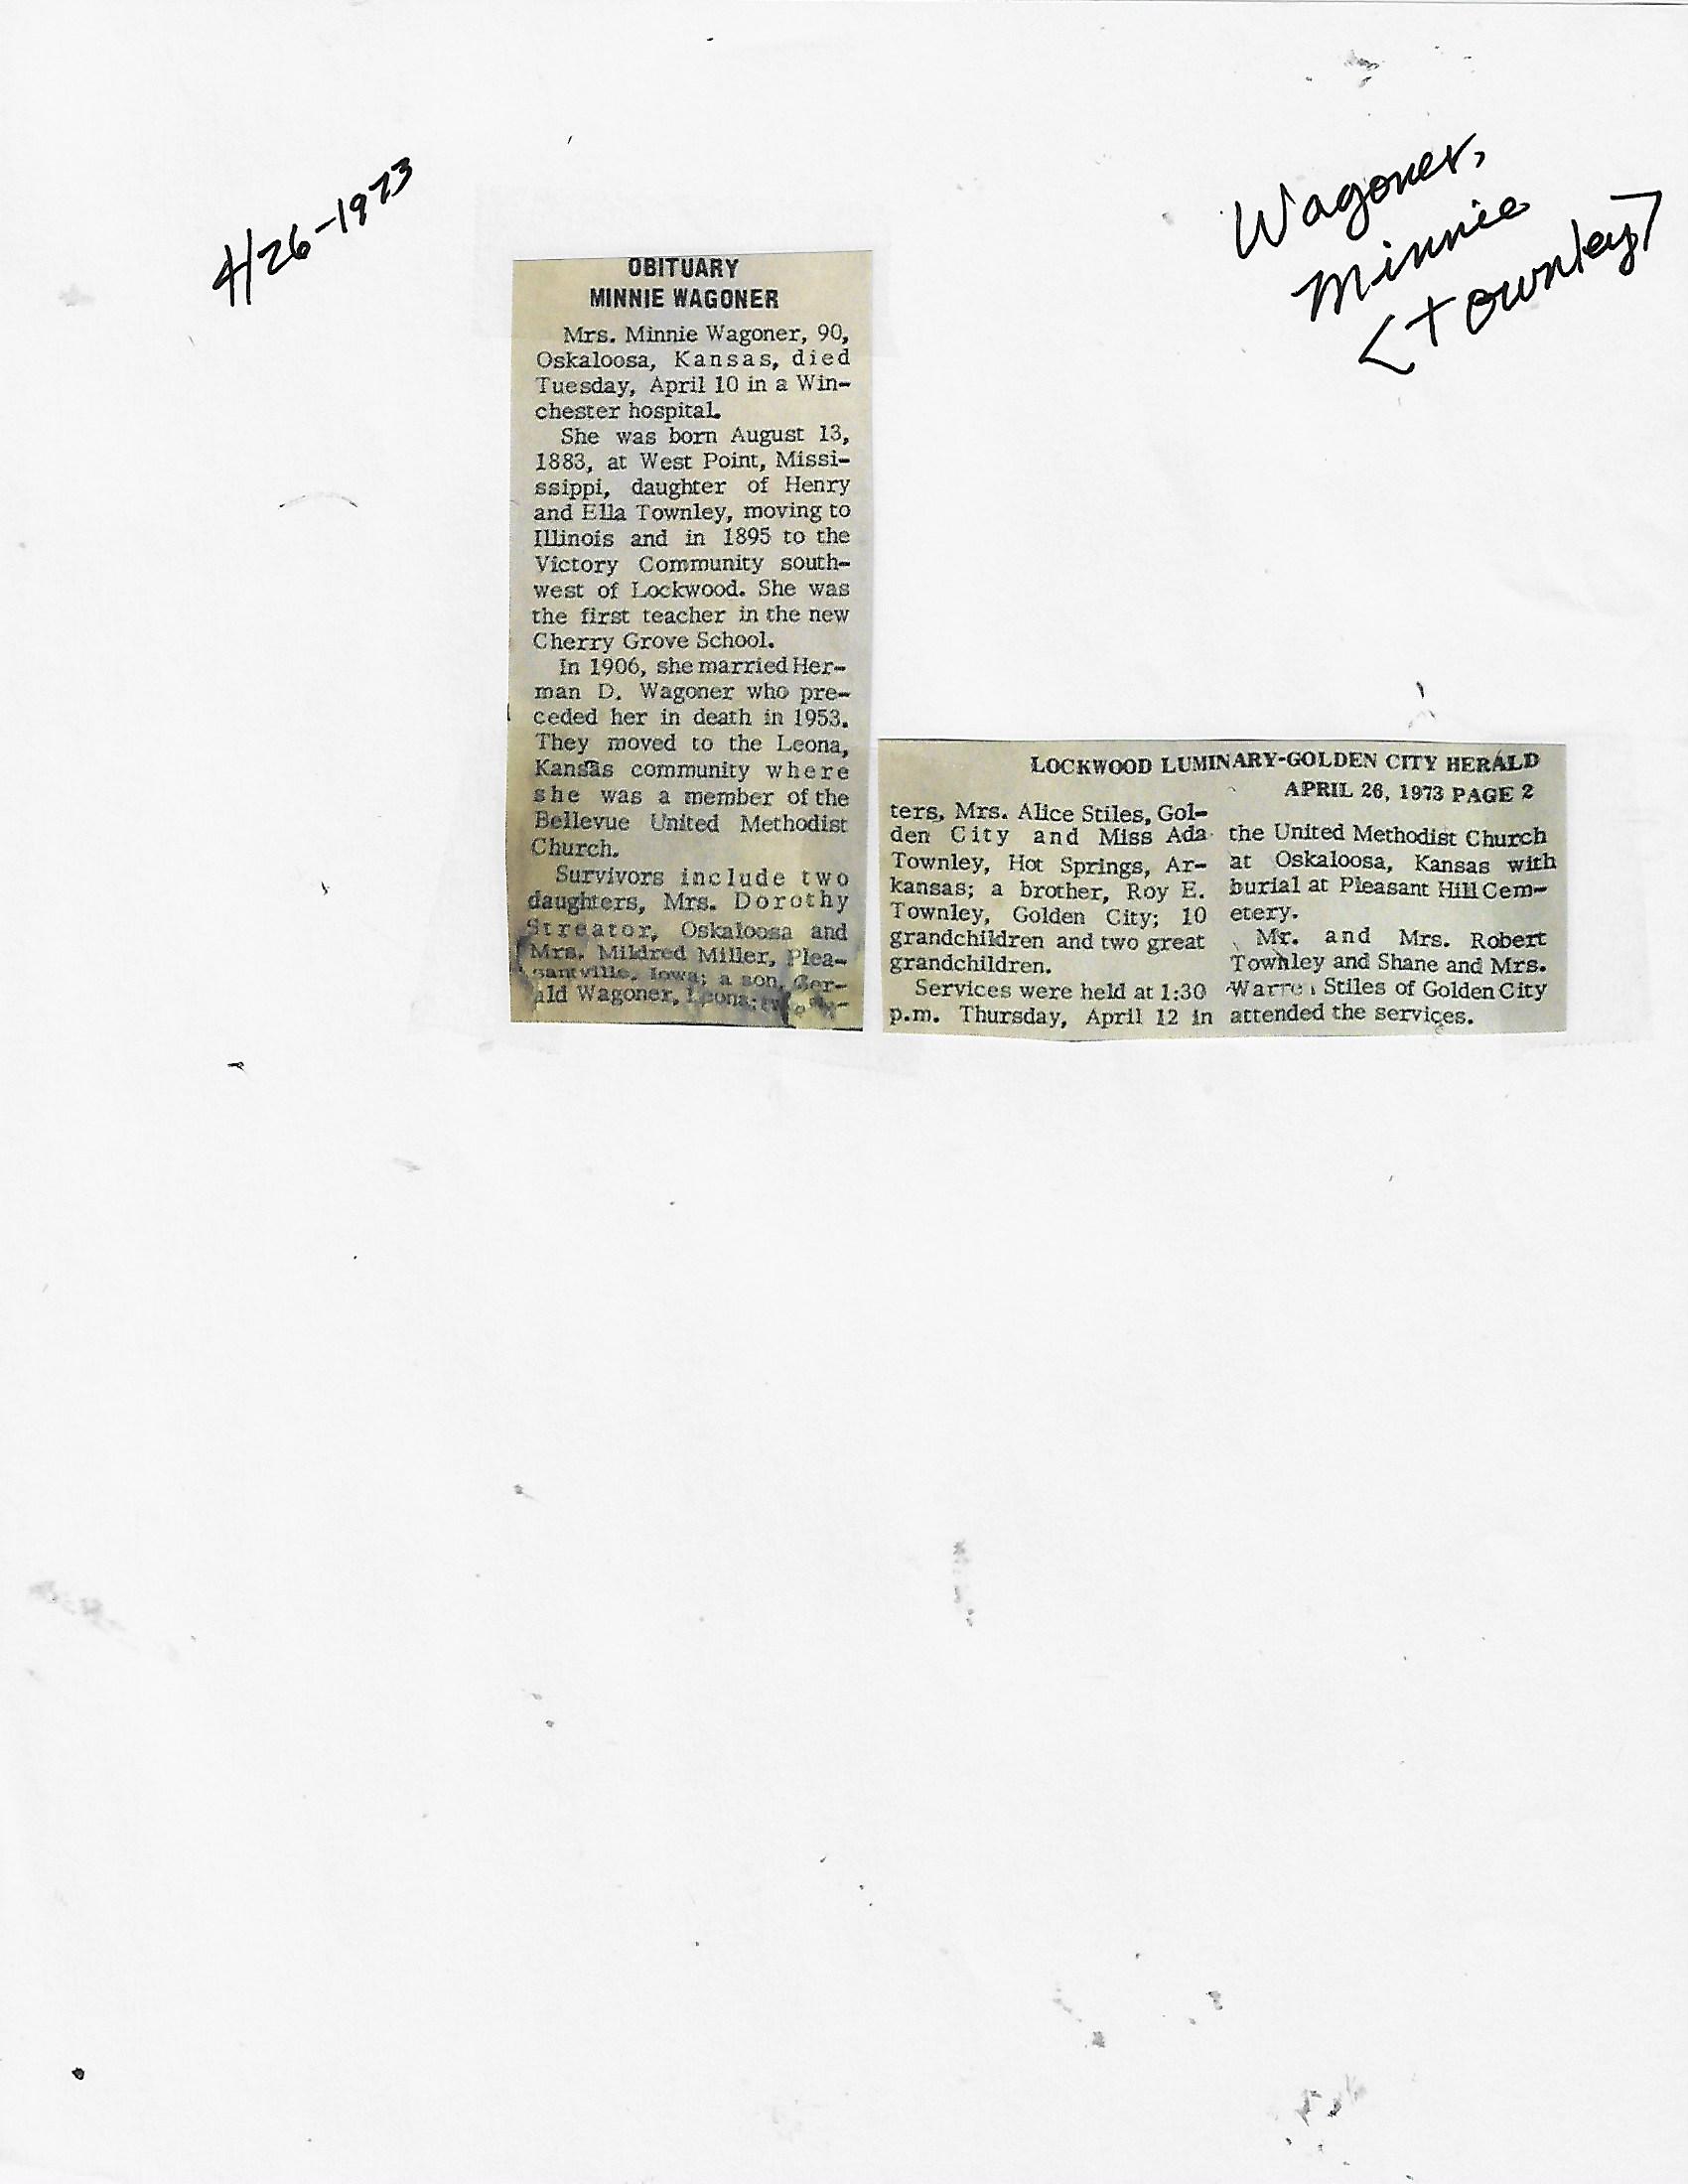 4/26-1973
Wagoner,
Minnie
<Townley>
OBITUARY
MINNIE WAGONER
Mrs. Minnie Wagoner, 90,
Oskaloosa, Kansas, died
Tuesday, April 10 in a Win-
chester hospital.
She was born August 13,
1883, at West Point, Missi-
ssippi, daughter of Henry
and Ella Townley, moving to
Illinois and in 1895 to the
Victory Community south-
west of Lockwood. She was
the first teacher in the new
Cherry Grove School.
In 1906, she married Her-
man D. Wagoner who pre-
ceded her in death in 1953.
They moved to the Leona,
Kansas community where
she was a member of the
Bellevue United Methodist
Church.
Survivors include two
daughters, Mrs. Dorothy
Streator, Oskaloosa and
Mrs. Mildred Miller, Plea-
santville, Iowa; a son, Ger-
ald Wagoner, Leona;
LOCKWOOD LUMINARY-GOLDEN CITY HERALD
APRIL 26, 1973 PAGE 2
ters, Mrs. Alice Stiles, Gol-
den City and Miss Ada
Townley, Hot Springs, Ar-
kansas; a brother, Roy E.
Townley, Golden City; 10
grandchildren and two great
grandchildren.
Services were held at 1:30
p.m. Thursday, April 12 in
the United Methodist Church
at Oskaloosa, Kansas with
burial at Pleasant Hill Cem-
etery.
Mr. and Mrs. Robert
Townley and Shane and Mrs.
Warren Stiles of Golden City
attended the services.